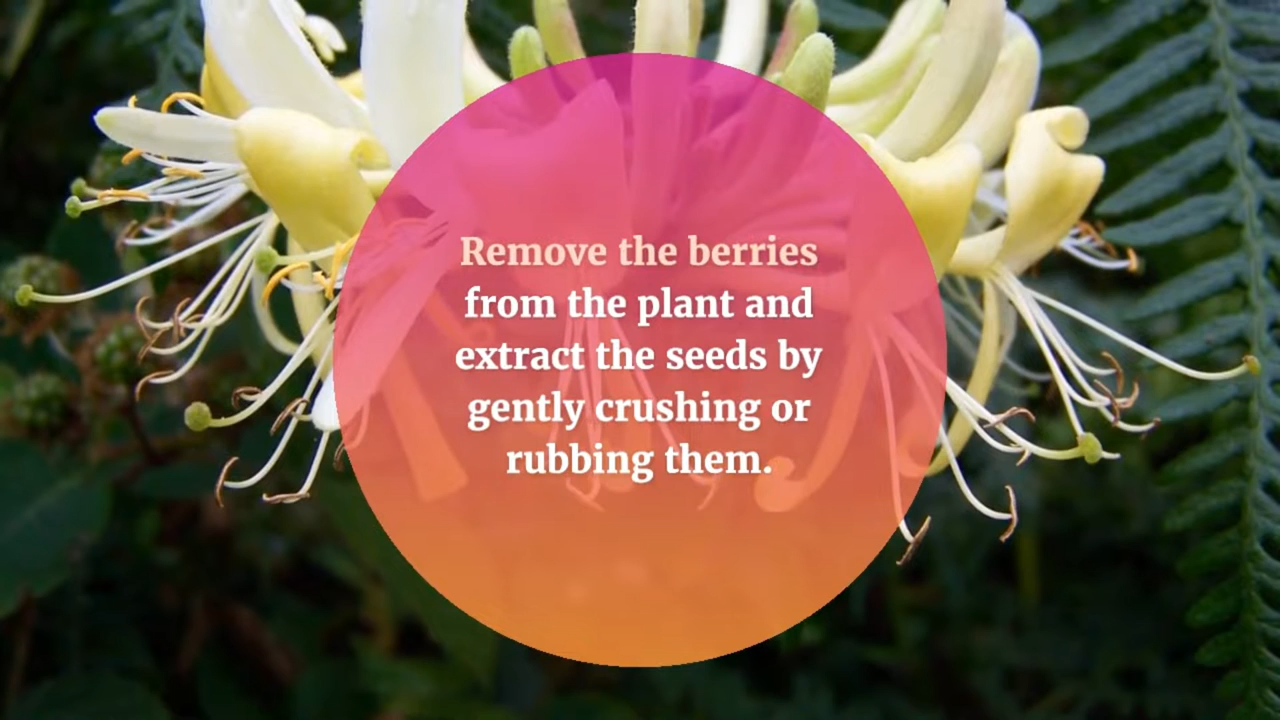 Remove the berries
from the plant and
extract the seeds by
gently crushing or
rubbing them.